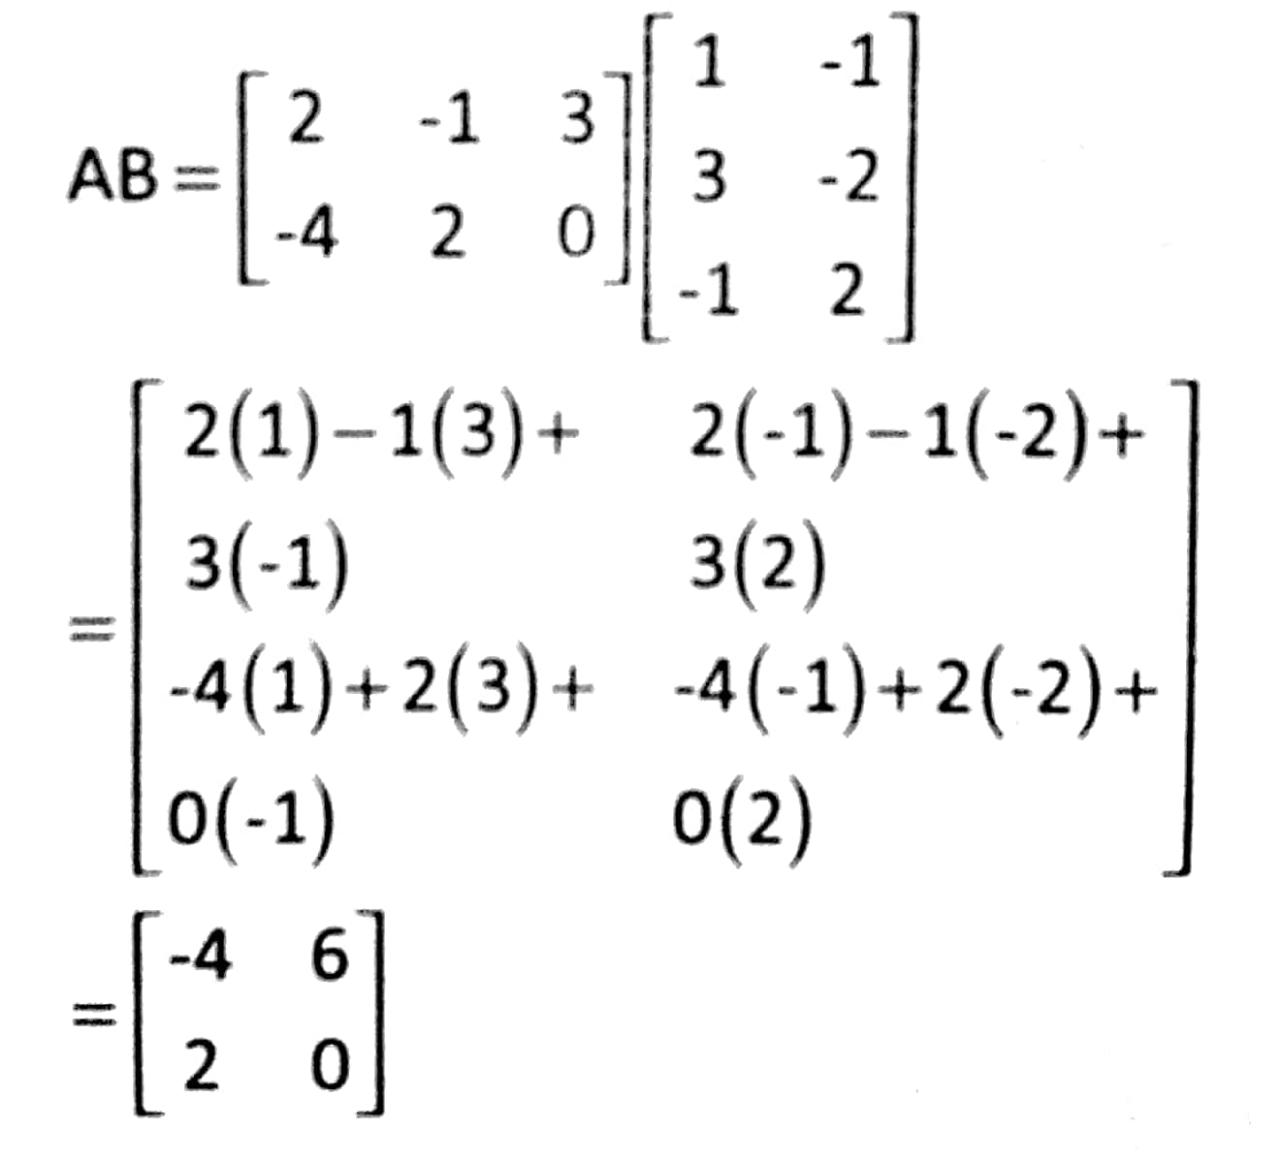 AB = [2 -1 3
-4 2 0] [1 -1
3 -2
-1 2]
= [2(1)-1(3)+ 2(-1)-1(-2)+
3(-1) 3(2)
-4(1)+2(3)+ -4(-1)+2(-2)+
0(-1) 0(2)]
= [-4 6
2 0]